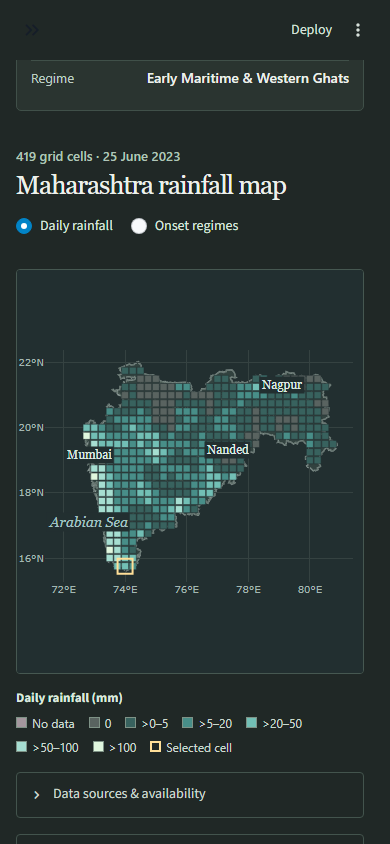 Deploy
Regime Early Maritime & Western Ghats
419 grid cells · 25 June 2023
Maharashtra rainfall map
Daily rainfall Onset regimes
22°N
Nagpur
20°N
Mumbai
Nanded
18°N
Arabian Sea
16°N
72°E 74°E 76°E 78°E 80°E
Daily rainfall (mm)
No data 0 >0–5 >5–20 >20–50
>50–100 >100 Selected cell
Data sources & availability